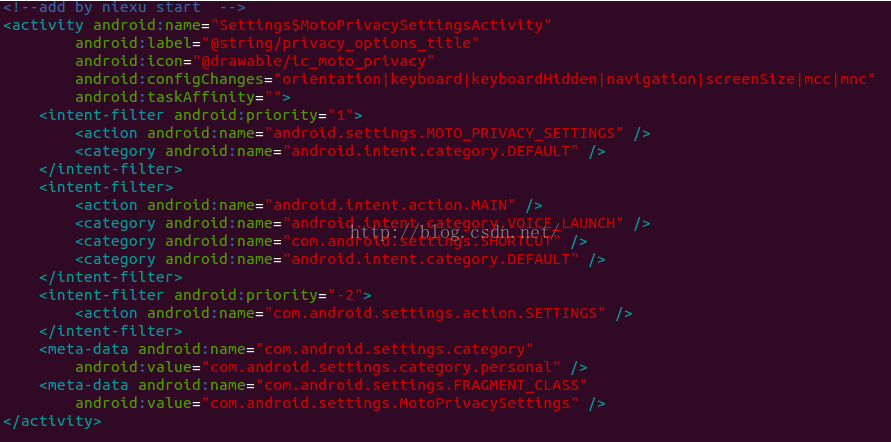 <!--add by niexu start  -->
<activity android:name="Settings$MotoPrivacySettingsActivity"
        android:label="@string/privacy_options_title"
        android:icon="@drawable/ic_moto_privacy"
        android:configChanges="orientation|keyboard|keyboardHidden|navigation|screenSize|mcc|mnc"
        android:taskAffinity="">
    <intent-filter android:priority="1">
        <action android:name="android.settings.MOTO_PRIVACY_SETTINGS" />
        <category android:name="android.intent.category.DEFAULT" />
    </intent-filter>
    <intent-filter>
        <action android:name="android.intent.action.MAIN" />
        <category android:name="android.intent.category.VOICE_LAUNCH" />
http://blog.csdn.net/
        <category android:name="com.android.settings.SHORTCUT" />
        <category android:name="android.intent.category.DEFAULT" />
    </intent-filter>
    <intent-filter android:priority="-2">
        <action android:name="com.android.settings.action.SETTINGS" />
    </intent-filter>
    <meta-data android:name="com.android.settings.category"
        android:value="com.android.settings.category.personal" />
    <meta-data android:name="com.android.settings.FRAGMENT_CLASS"
        android:value="com.android.settings.MotoPrivacySettings" />
</activity>